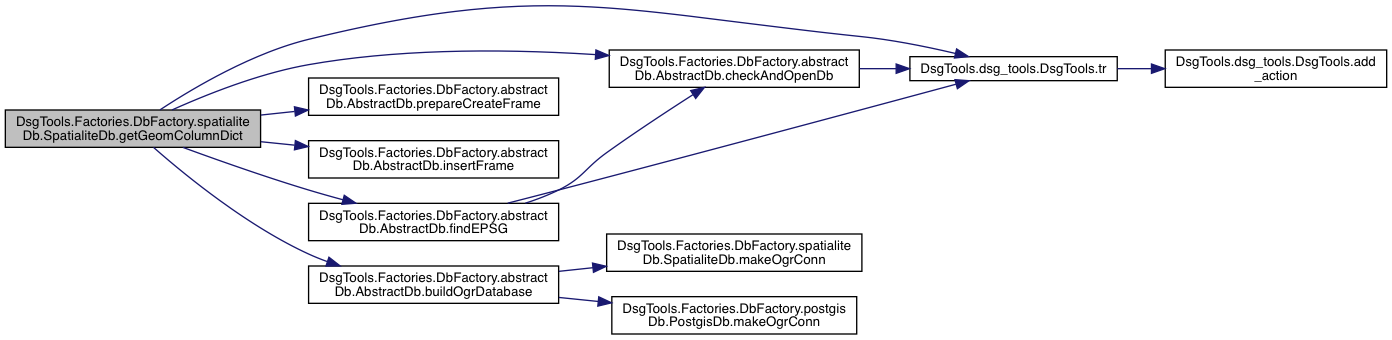 DsgTools.Factories.DbFactory.spatialite
Db.SpatialiteDb.getGeomColumnDict
DsgTools.Factories.DbFactory.abstract
Db.AbstractDb.prepareCreateFrame
DsgTools.Factories.DbFactory.abstract
Db.AbstractDb.insertFrame
DsgTools.Factories.DbFactory.abstract
Db.AbstractDb.findEPSG
DsgTools.Factories.DbFactory.abstract
Db.AbstractDb.buildOgrDatabase
DsgTools.Factories.DbFactory.abstract
Db.AbstractDb.checkAndOpenDb
DsgTools.Factories.DbFactory.spatialite
Db.SpatialiteDb.makeOgrConn
DsgTools.Factories.DbFactory.postgis
Db.PostgisDb.makeOgrConn
DsgTools.dsg_tools.DsgTools.tr
DsgTools.dsg_tools.DsgTools.add
_action